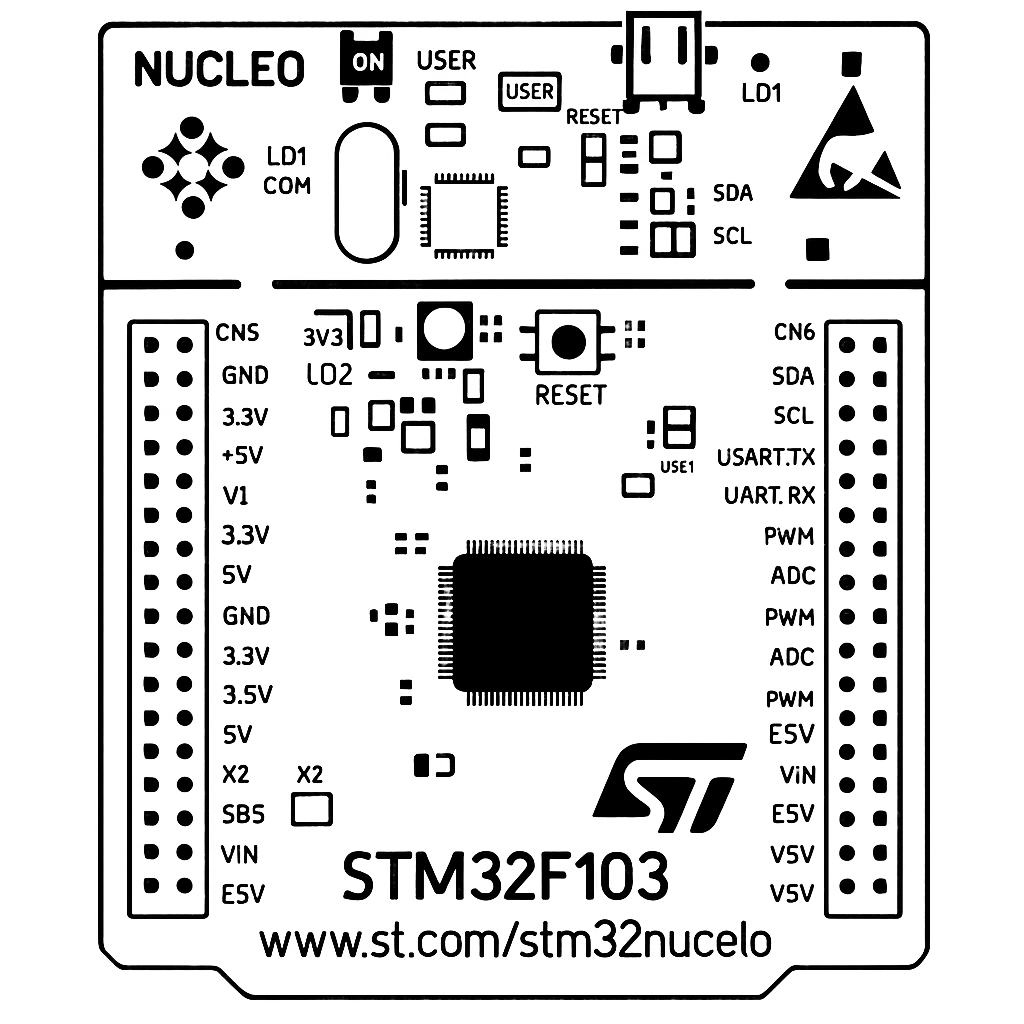 NUCLEO
ON
USER
USER
RESET
LD1
LD1
COM
SDA
SCL
3V3
LO2
RESET
USE1
CNS
GND
3.3V
+5V
V1
3.3V
5V
GND
3.3V
3.5V
5V
X2
SB5
VIN
E5V
X2
CN6
SDA
SCL
USART.TX
UART. RX
PWM
ADC
PWM
ADC
PWM
E5V
ViN
E5V
V5V
V5V
ST
STM32F103
www.st.com/stm32nucelo